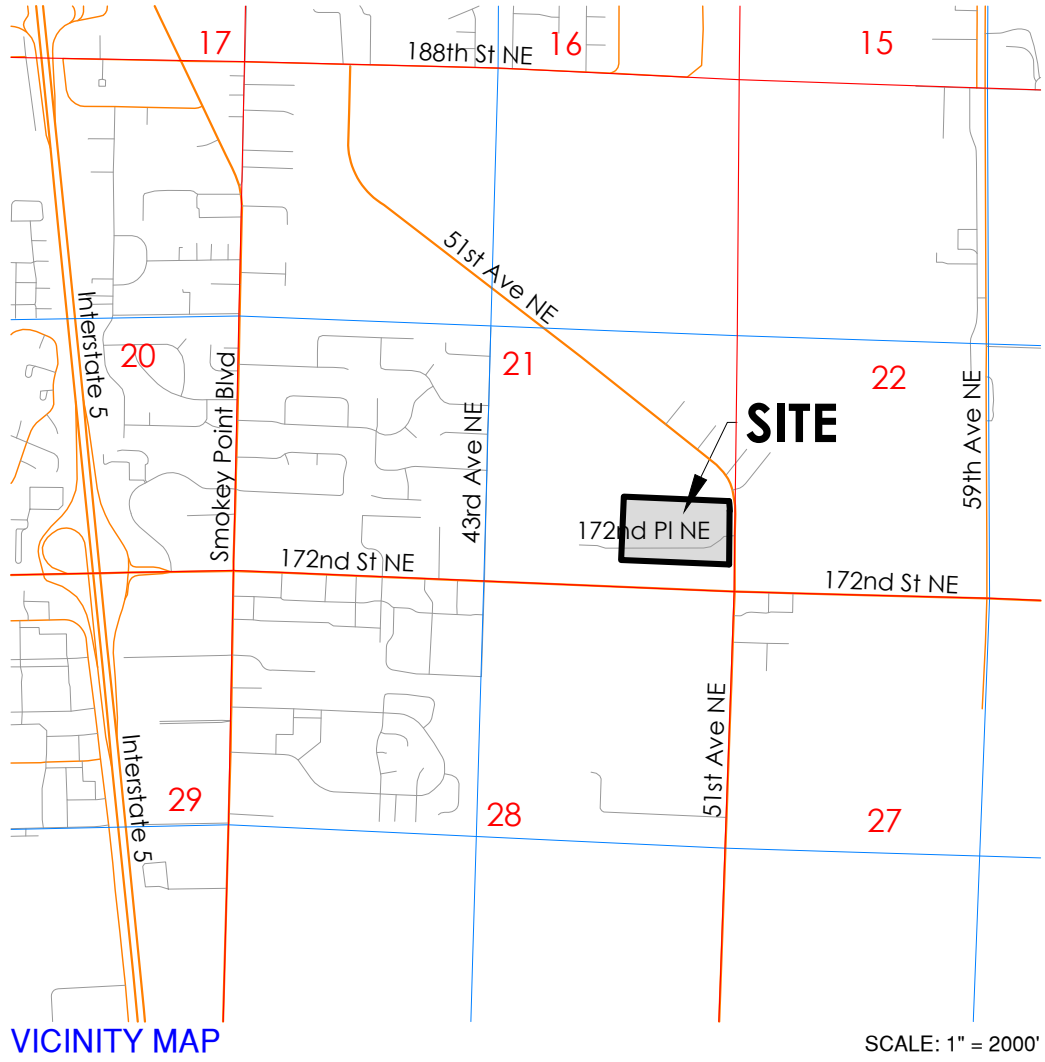 17
16
15
188th St NE
51st Ave NE
Interstate 5
20
21
22
Smokey Point Blvd
43rd Ave NE
SITE
59th Ave NE
172nd Pl NE
172nd St NE
172nd St NE
51st Ave NE
Interstate 5
29
28
27
VICINITY MAP
SCALE: 1" = 2000'